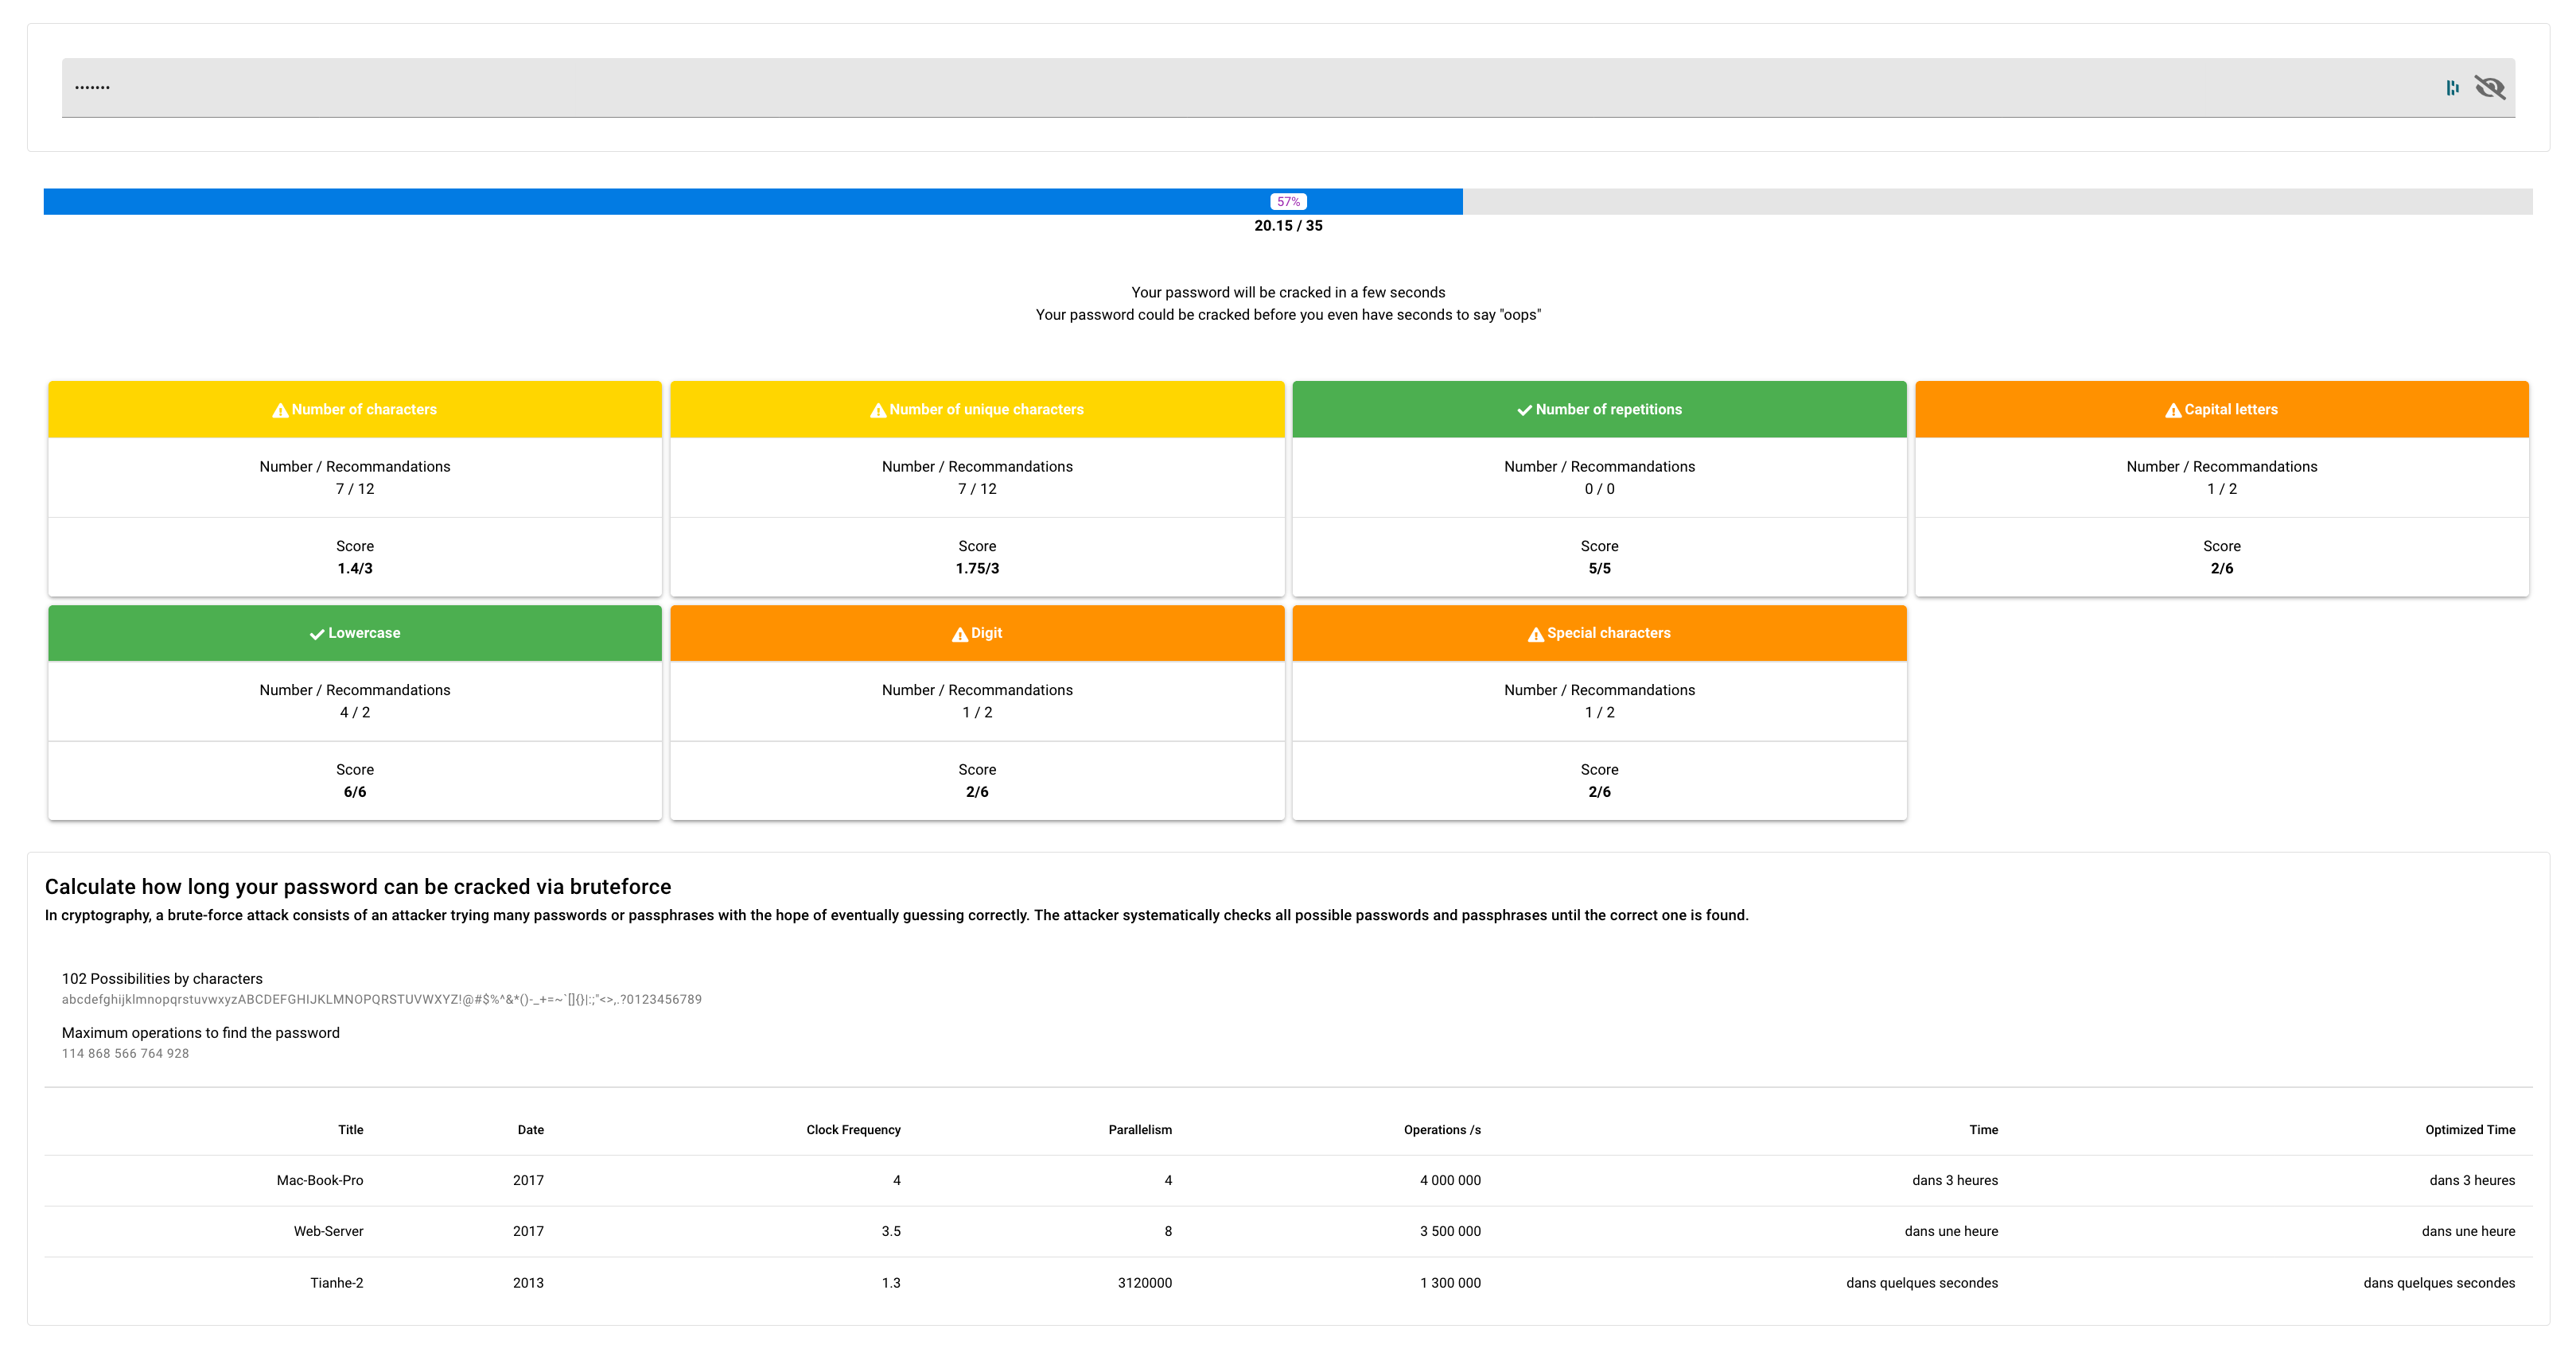 •••••••
57%
20.15 / 35
Your password will be cracked in a few seconds
Your password could be cracked before you even have seconds to say "oops"
Number of characters
Number / Recommandations
7 / 12
Score
1.4/3
Number of unique characters
Number / Recommandations
7 / 12
Score
1.75/3
Number of repetitions
Number / Recommandations
0 / 0
Score
5/5
Capital letters
Number / Recommandations
1 / 2
Score
2/6
Lowercase
Number / Recommandations
4 / 2
Score
6/6
Digit
Number / Recommandations
1 / 2
Score
2/6
Special characters
Number / Recommandations
1 / 2
Score
2/6
Calculate how long your password can be cracked via bruteforce
In cryptography, a brute-force attack consists of an attacker trying many passwords or passphrases with the hope of eventually guessing correctly. The attacker systematically checks all possible passwords and passphrases until the correct one is found.
102 Possibilities by characters
abcdefghijklmnopqrstuvwxyzABCDEFGHIJKLMNOPQRSTUVWXYZ!@#$%^&*()-_+=~`[]{}|:;"<>,.?0123456789
Maximum operations to find the password
114 868 566 764 928
Title Date Clock Frequency Parallelism Operations /s Time Optimized Time
Mac-Book-Pro 2017 4 4 4 000 000 dans 3 heures dans 3 heures
Web-Server 2017 3.5 8 3 500 000 dans une heure dans une heure
Tianhe-2 2013 1.3 3120000 1 300 000 dans quelques secondes dans quelques secondes